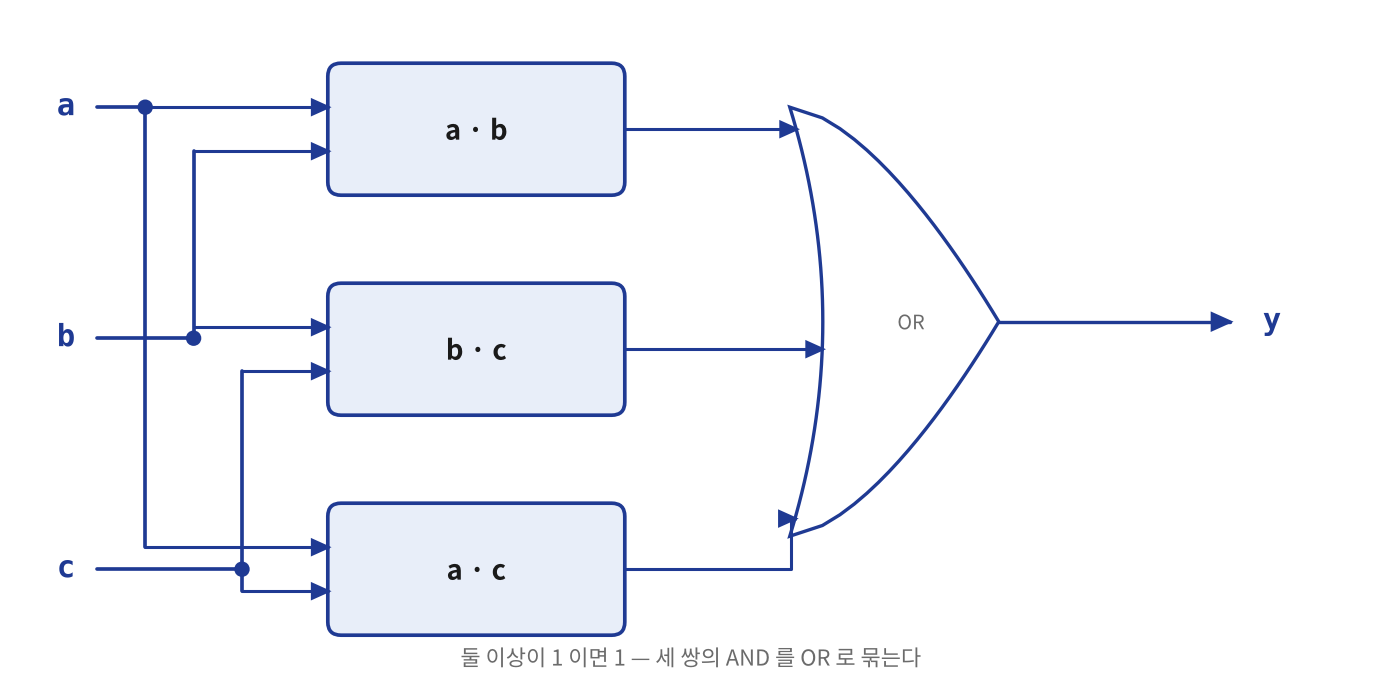 a
a · b
b
b · c
OR
y
c
a · c
둘 이상이 1 이면 1 — 세 쌍의 AND 를 OR 로 묶는다